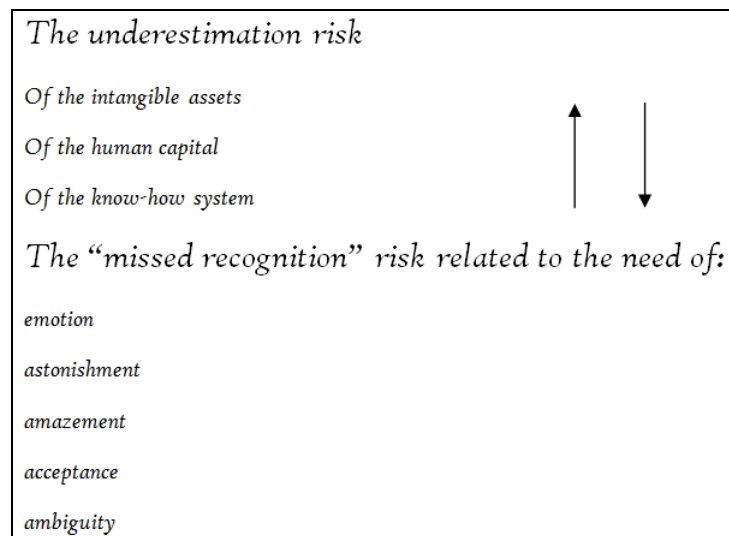 The underestimation risk
Of the intangible assets
Of the human capital
Of the know-how system
The “missed recognition” risk related to the need of:
emotion
astonishment
amazement
acceptance
ambiguity